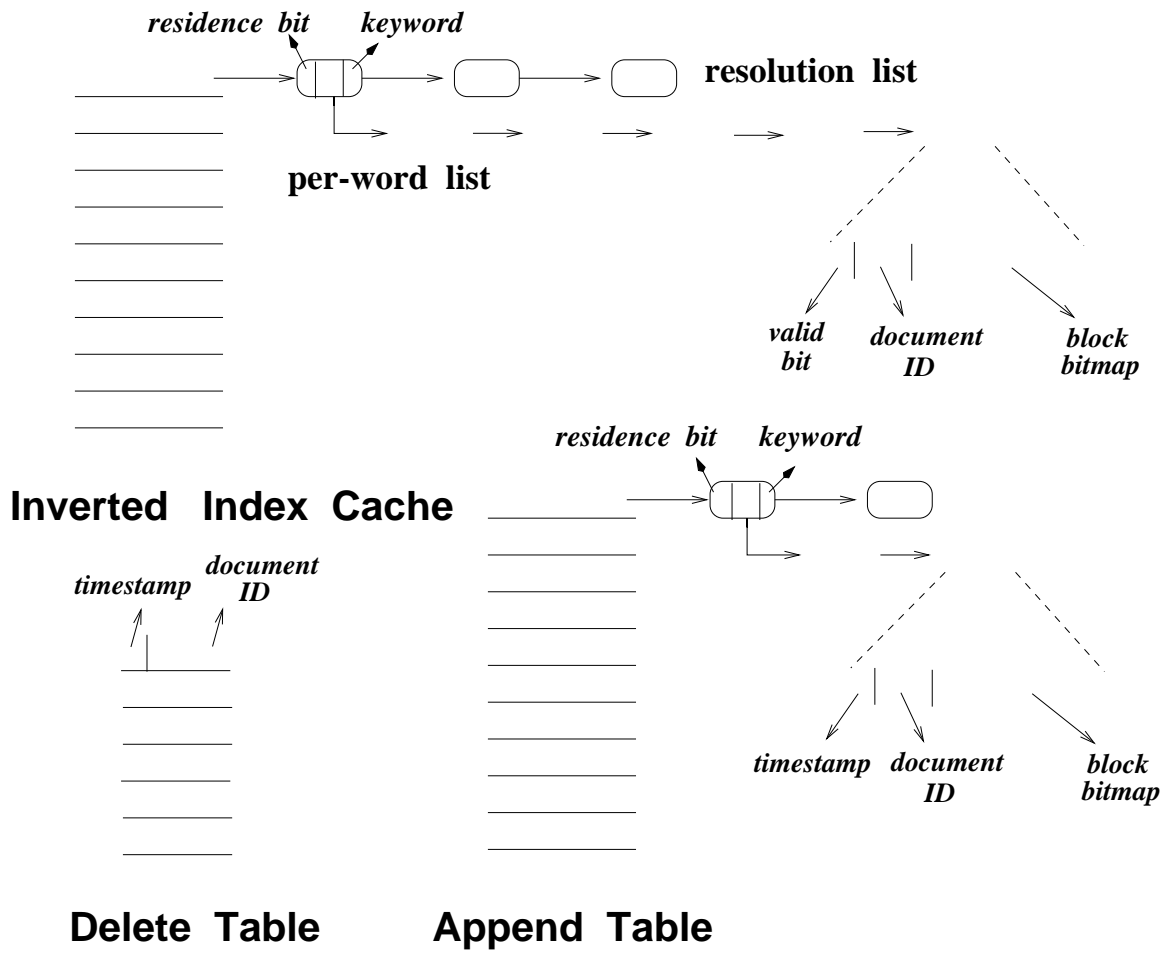 residence bit keyword
resolution list
per-word list
valid bit
document ID
block bitmap
residence bit keyword
Inverted Index Cache
timestamp
document ID
timestamp
document ID
block bitmap
Delete Table
Append Table